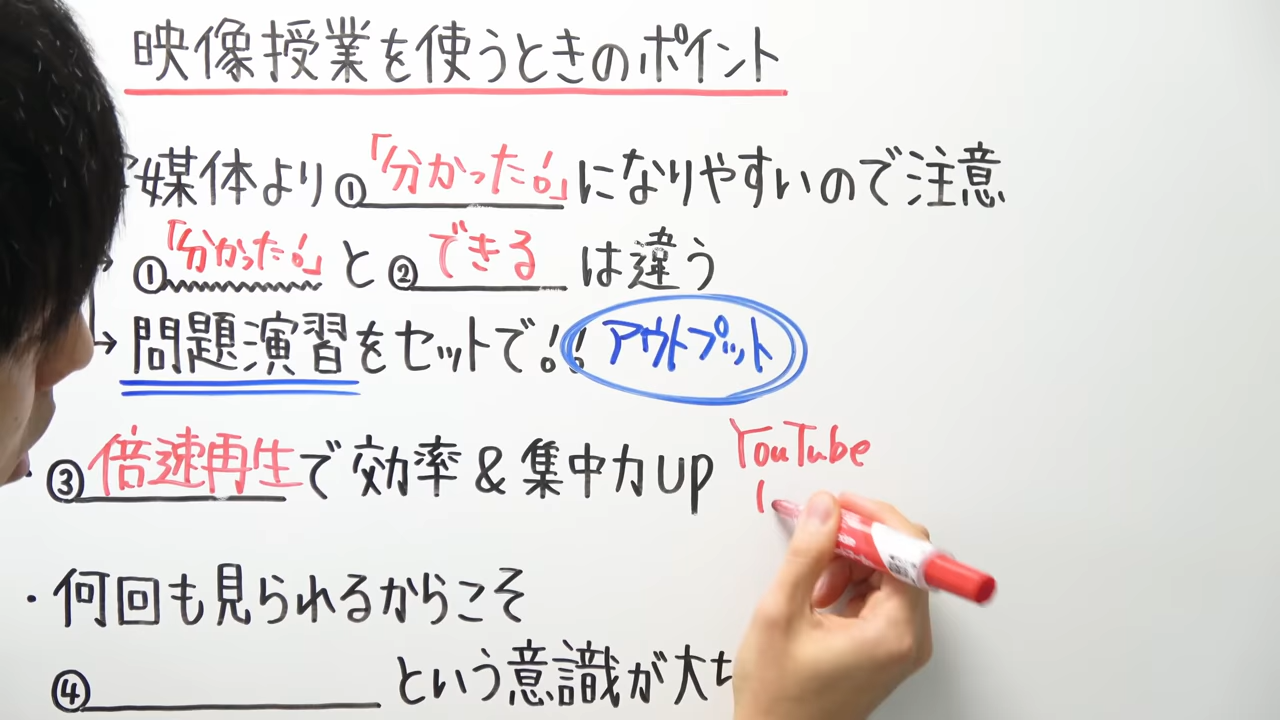 映像授業を使うときのポイント
媒体より①「分かった!」になりやすいので注意
①「分かった!」と②できるは違う
→問題演習をセットで!! アウトプット
・③倍速再生で効率&集中力UP YouTube
・何回も見られるからこそ
④ という意識が大